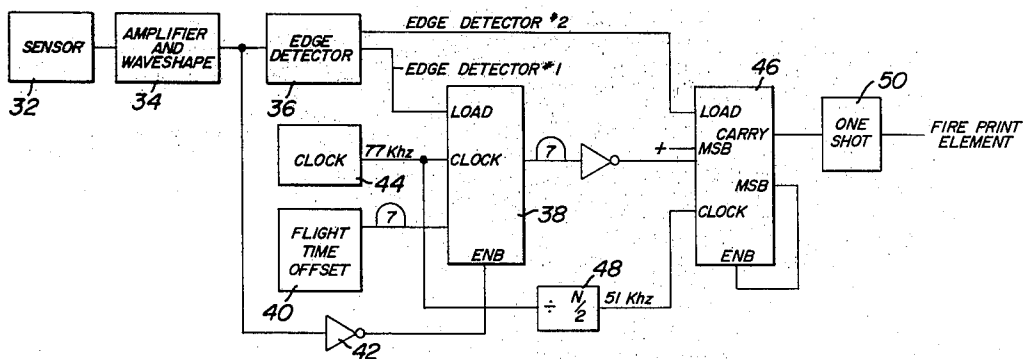 SENSOR
32
AMPLIFIER
AND
WAVESHAPE
34
EDGE
DETECTOR
36
EDGE DETECTOR #2
EDGE DETECTOR #1
CLOCK
44
77 Khz
FLIGHT
TIME
OFFSET
40
7
42
LOAD
CLOCK
ENB
38
7
÷ N/2
48
51 Khz
46
LOAD
CARRY
+
MSB
MSB
CLOCK
ENB
50
ONE
SHOT
FIRE PRINT
ELEMENT